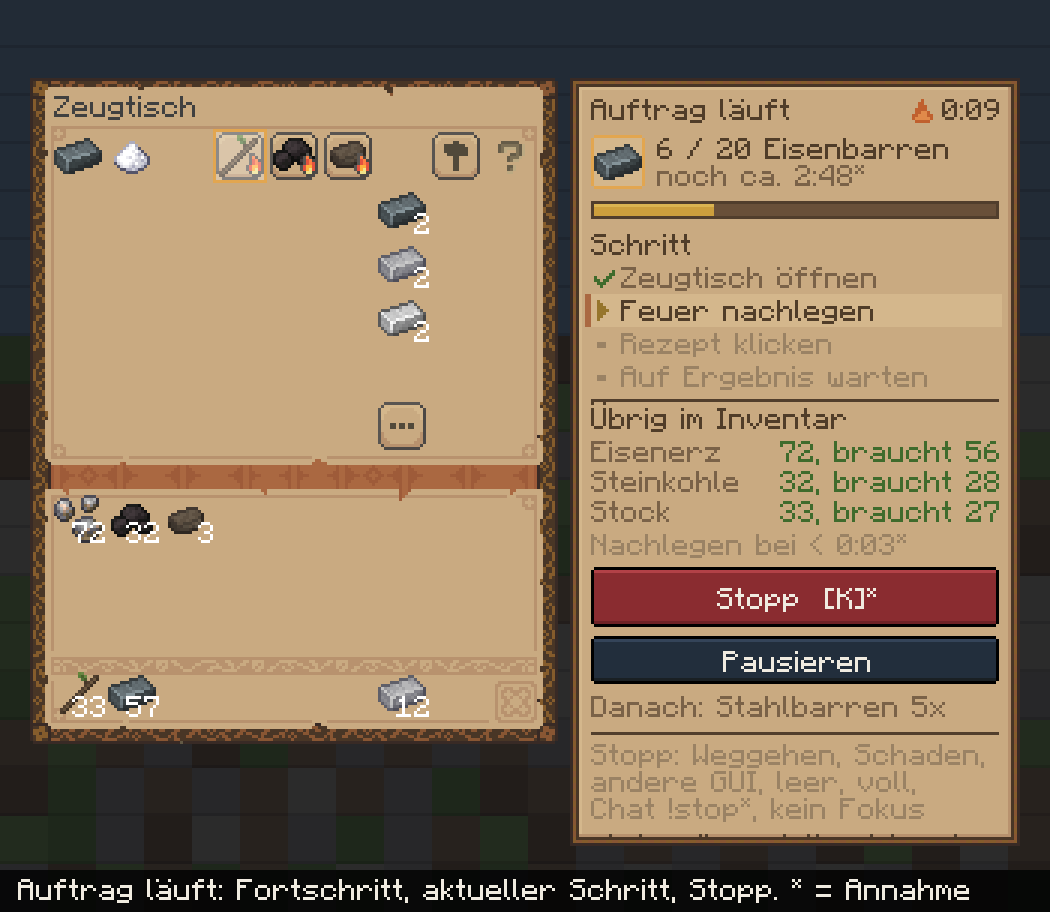 Zeugtisch
?
2
2
2
...
72 32 3
33 57 12
Auftrag läuft 0:09
6 / 20 Eisenbarren
noch ca. 2:48*
Schritt
Zeugtisch öffnen
Feuer nachlegen
Rezept klicken
Auf Ergebnis warten
Übrig im Inventar
Eisenerz 72, braucht 56
Steinkohle 32, braucht 28
Stock 33, braucht 27
Nachlegen bei < 0:03*
Stopp [K]*
Pausieren
Danach: Stahlbarren 5x
Stopp: Weggehen, Schaden,
andere GUI, leer, voll,
Chat !stop*, kein Fokus
Auftrag läuft: Fortschritt, aktueller Schritt, Stopp. * = Annahme